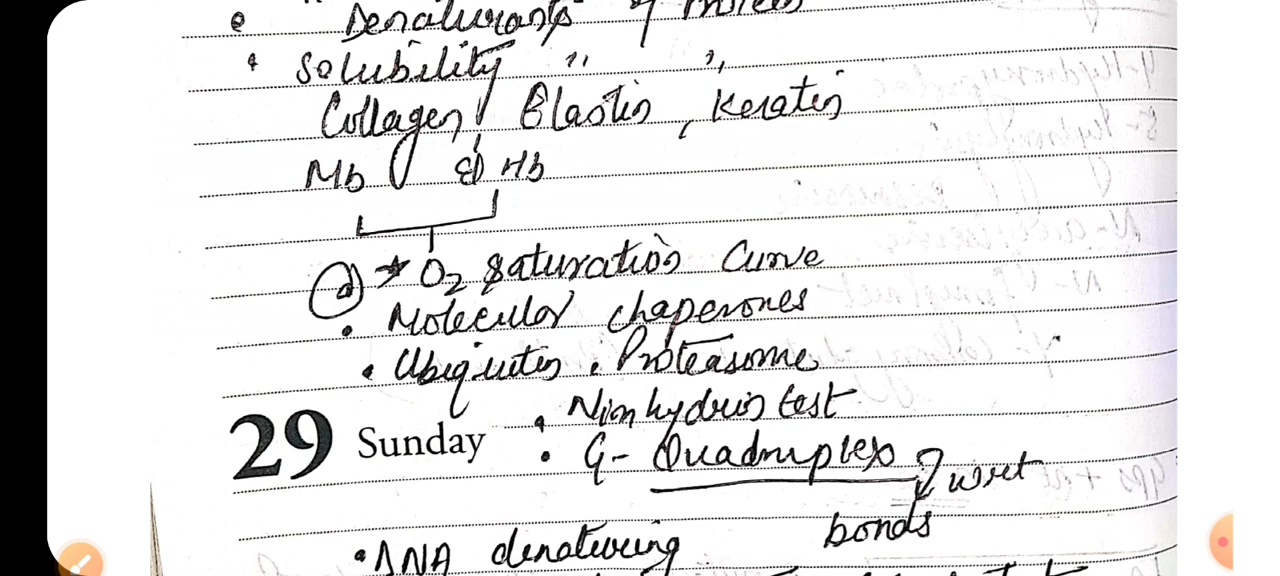 • Denaturants of Proteins
• Solubility " "
Collagen, Elastin, Keratin
Mb & Hb
→ O2 saturation Curve
• Molecular chaperones
• Ubiquitin. Proteasome
• Ninhydrin test
29 Sunday • G- Quadruplex
wrt
bonds
• DNA denaturing